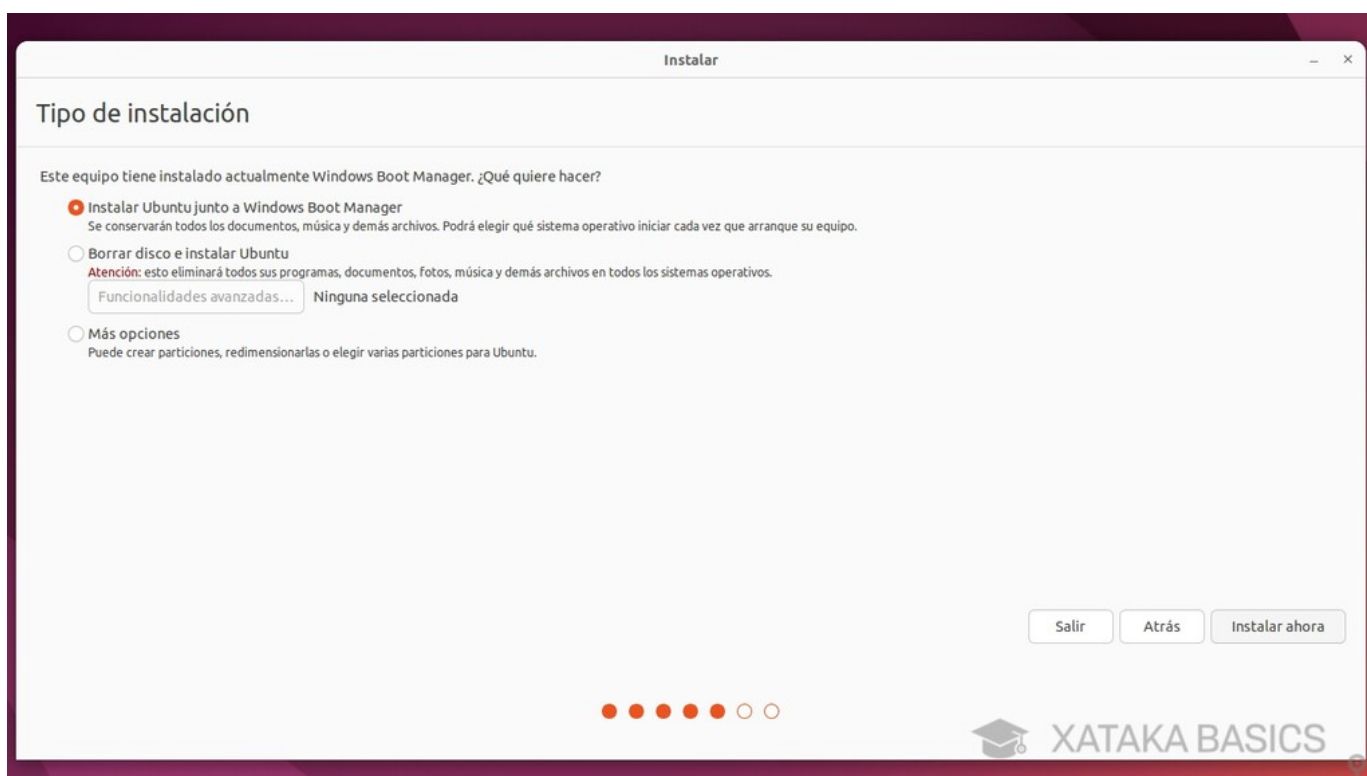 Instalar
Tipo de instalación
Este equipo tiene instalado actualmente Windows Boot Manager. ¿Qué quiere hacer?
Instalar Ubuntu junto a Windows Boot Manager
Se conservarán todos los documentos, música y demás archivos. Podrá elegir qué sistema operativo iniciar cada vez que arranque su equipo.
Borrar disco e instalar Ubuntu
Atención: esto eliminará todos sus programas, documentos, fotos, música y demás archivos en todos los sistemas operativos.
Funcionalidades avanzadas... Ninguna seleccionada
Más opciones
Puede crear particiones, redimensionarlas o elegir varias particiones para Ubuntu.
Salir Atrás Instalar ahora
XATAKA BASICS